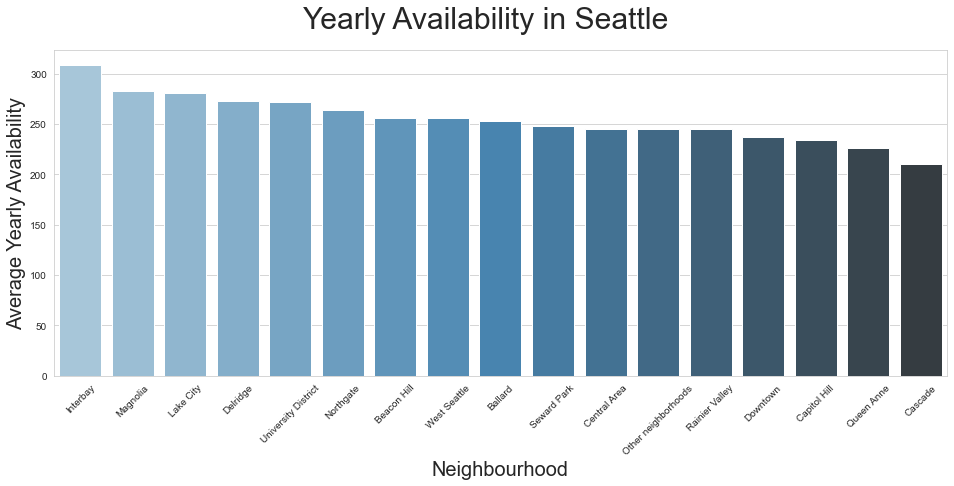 Yearly Availability in Seattle
Average Yearly Availability
300
250
200
150
100
50
0
Interbay
Magnolia
Lake City
Delridge
University District
Northgate
Beacon Hill
West Seattle
Ballard
Seward Park
Central Area
Other neighborhoods
Rainier Valley
Downtown
Capitol Hill
Queen Anne
Cascade
Neighbourhood